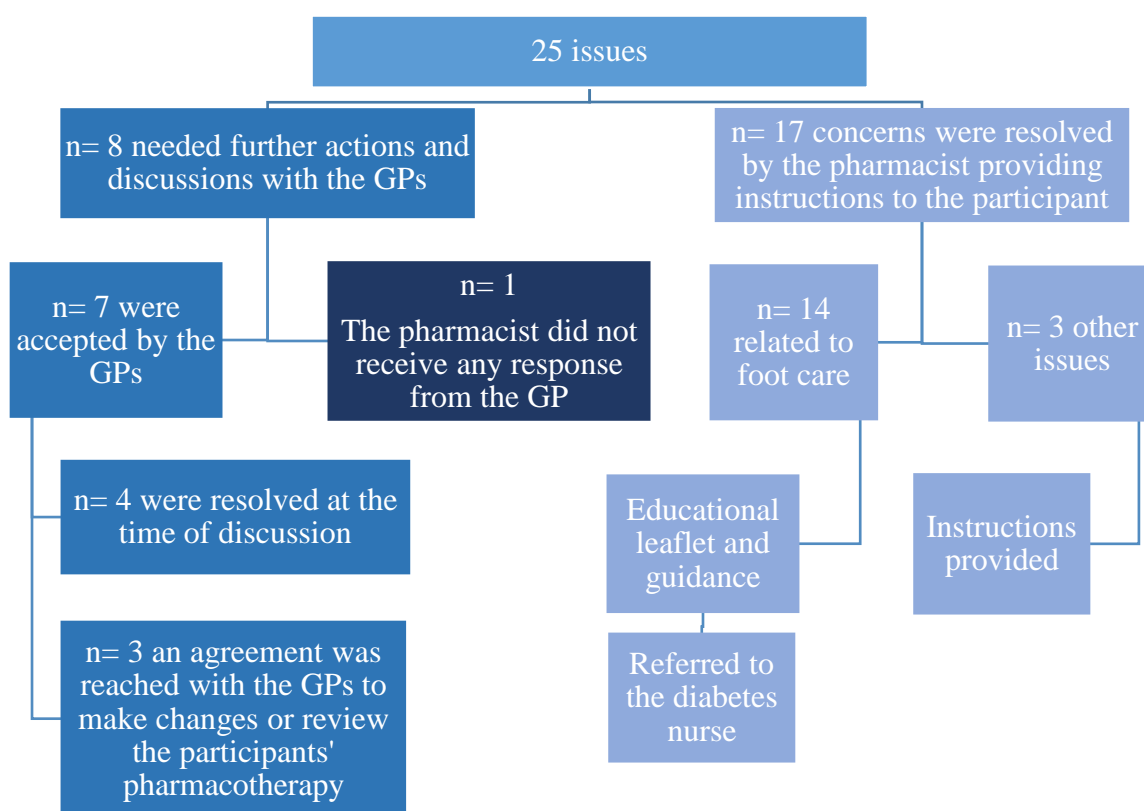 25 issues
n= 8 needed further actions and
discussions with the GPs
n= 17 concerns were resolved
by the pharmacist providing
instructions to the participant
n= 7 were
accepted by the
GPs
n= 1
The pharmacist did not
receive any response
from the GP
n= 14
related to
foot care
n= 3 other
issues
n= 4 were resolved at the
time of discussion
Educational
leaflet and
guidance
Instructions
provided
n= 3 an agreement was
reached with the GPs to
make changes or review
the participants'
pharmacotherapy
Referred to
the diabetes
nurse